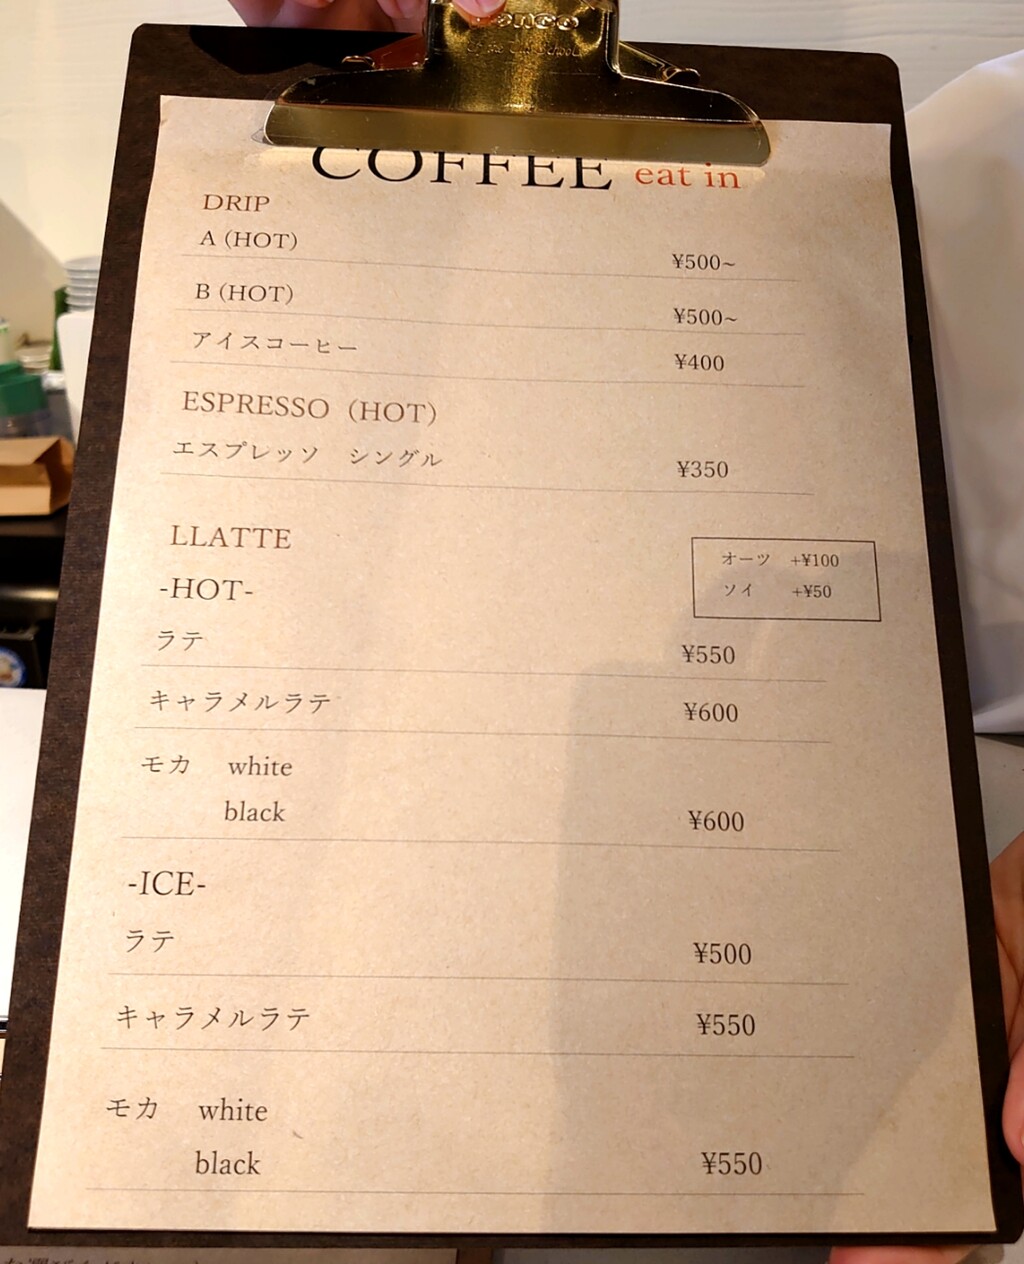 COFFEE eat in
DRIP
A (HOT) ¥500~
B (HOT) ¥500~
アイスコーヒー ¥400
ESPRESSO (HOT)
エスプレッソ シングル ¥350
LLATTE
オーツ +¥100
ソイ +¥50
-HOT-
ラテ ¥550
キャラメルラテ ¥600
モカ white
black ¥600
-ICE-
ラテ ¥500
キャラメルラテ ¥550
モカ white
black ¥550